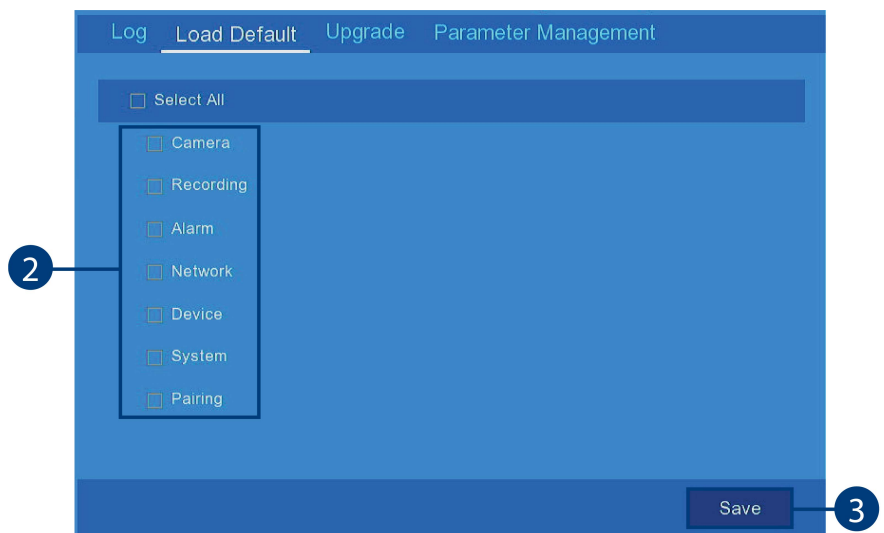 Log Load Default Upgrade Parameter Management
Select All
Camera
Recording
Alarm
2 Network
Device
System
Pairing
Save 3